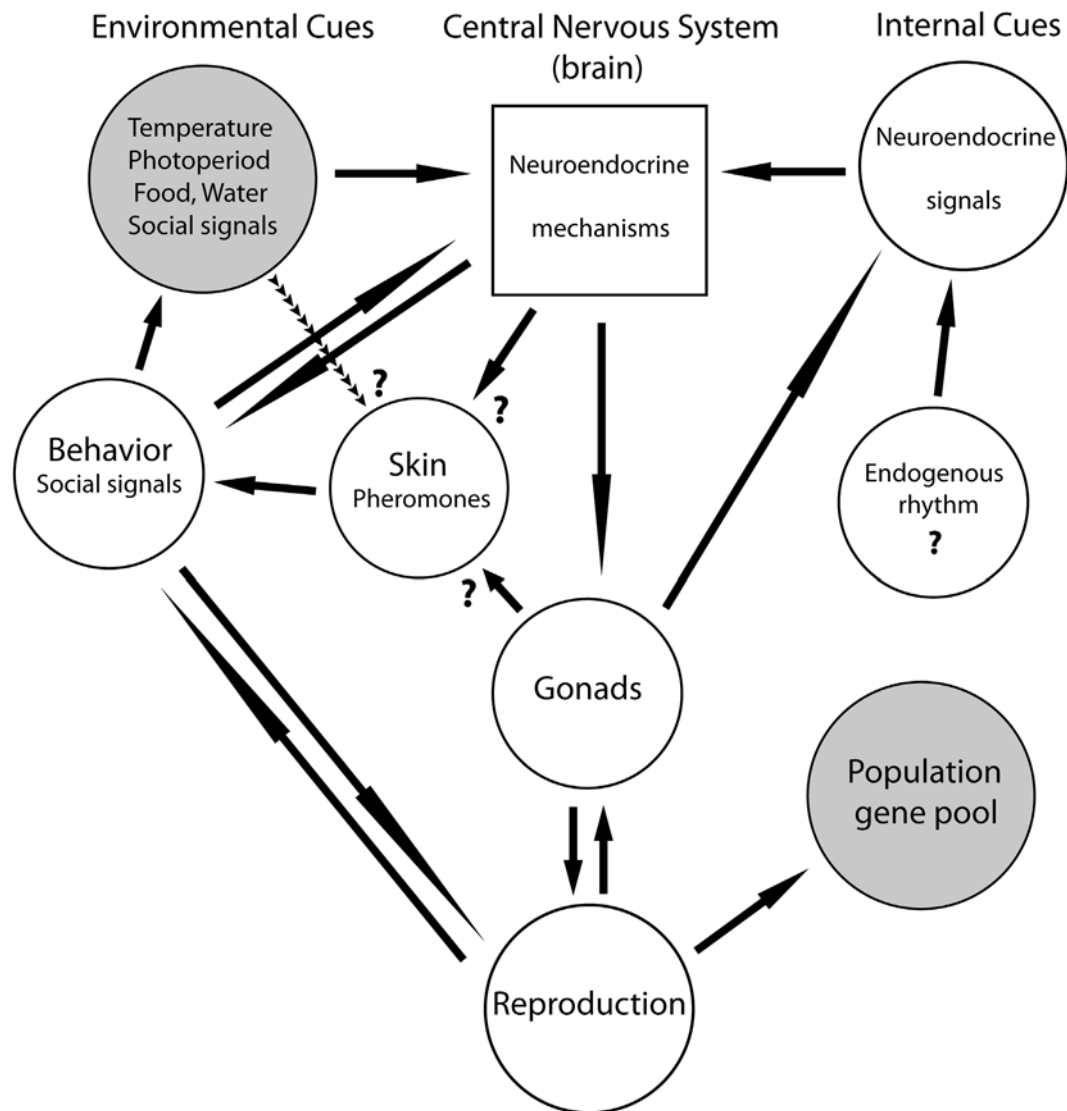 Environmental Cues
Central Nervous System
(brain)
Internal Cues
Temperature
Photoperiod
Food, Water
Social signals
Neuroendocrine
mechanisms
Neuroendocrine
signals
?
?
Behavior
Social signals
Skin
Pheromones
Endogenous
rhythm
?
?
Gonads
Population
gene pool
Reproduction